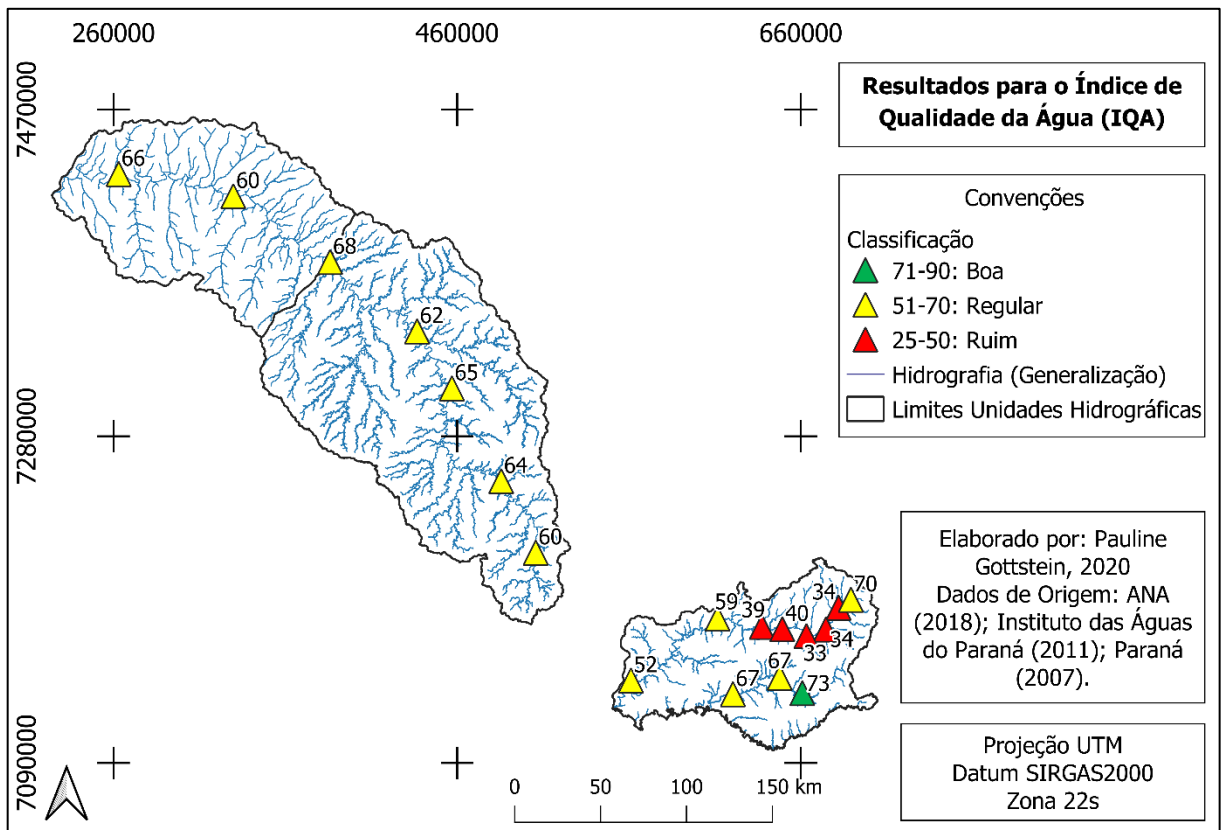 260000
460000
660000
7470000
7280000
7090000
Resultados para o Índice de
Qualidade da Água (IQA)
Convenções
Classificação
71-90: Boa
51-70: Regular
25-50: Ruim
Hidrografia (Generalização)
Limites Unidades Hidrográficas
66
60
68
62
65
64
60
59
39
40
34
70
33
34
52
67
67
73
Elaborado por: Pauline
Gottstein, 2020
Dados de Origem: ANA
(2018); Instituto das Águas
do Paraná (2011); Paraná
(2007).
Projeção UTM
Datum SIRGAS2000
Zona 22s
0 50 100 150 km